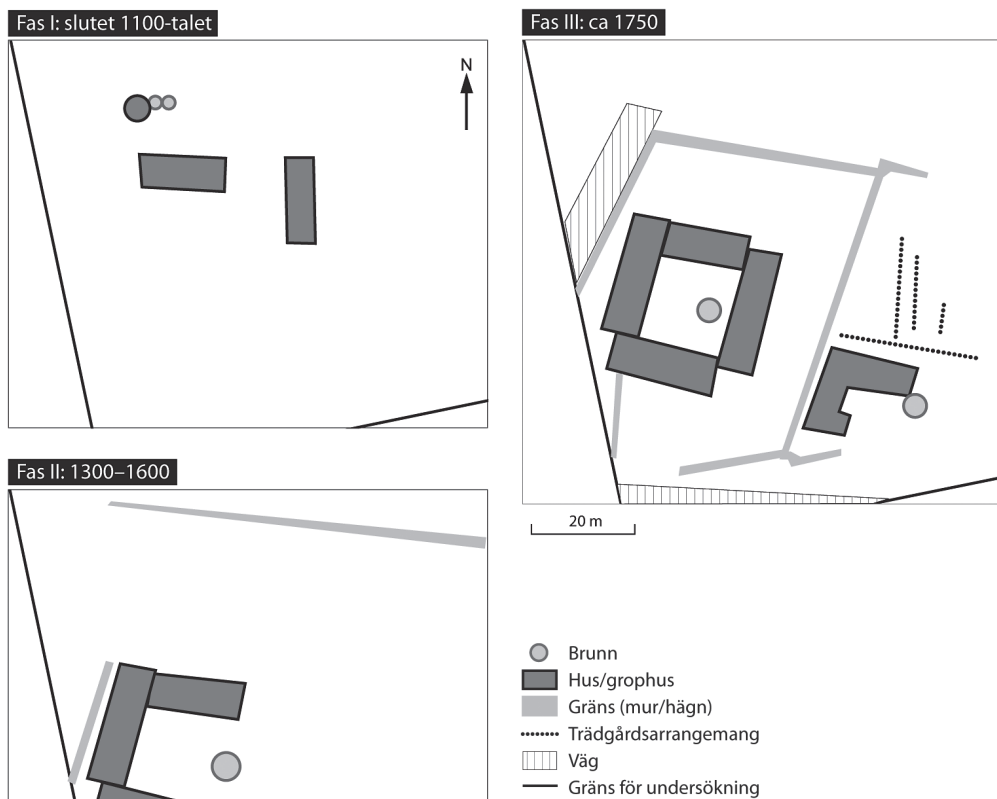 Fas I: slutet 1100-talet
N
Fas II: 1300–1600
Fas III: ca 1750
20 m
Brunn
Hus/grophus
Gräns (mur/hägn)
Trädgårdsarrangemang
Väg
Gräns för undersökning